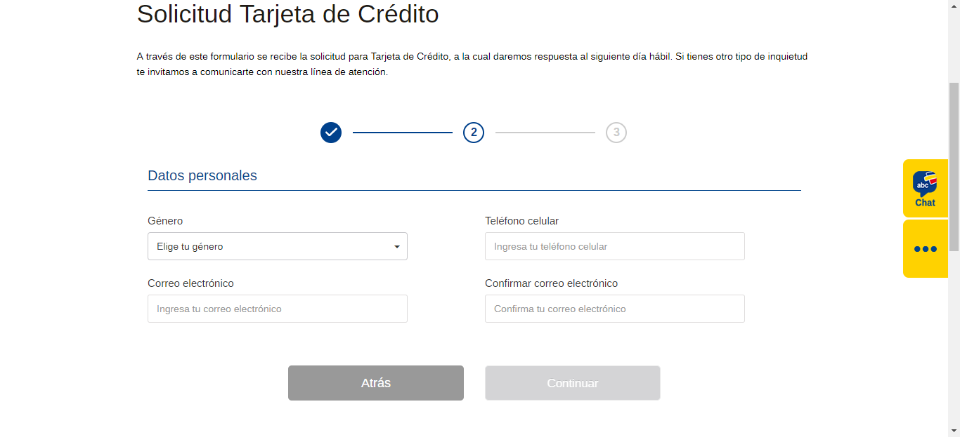 Solicitud Tarjeta de Crédito
A través de este formulario se recibe la solicitud para Tarjeta de Crédito, a la cual daremos respuesta al siguiente día hábil. Si tienes otro tipo de inquietud
te invitamos a comunicarte con nuestra línea de atención.
2
3
Datos personales
Género
Teléfono celular
Elige tu género
Ingresa tu teléfono celular
Correo electrónico
Confirmar correo electrónico
Ingresa tu correo electrónico
Confirma tu correo electrónico
Atrás
Continuar
abc
Chat